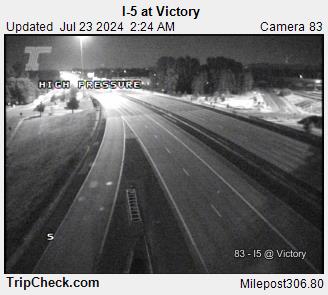 I-5 at Victory
Updated Jul 23 2024 2:24 AM Camera 83
HIGH PRESSURE
S
83 - I5 @ Victory
TripCheck.com Milepost306.80